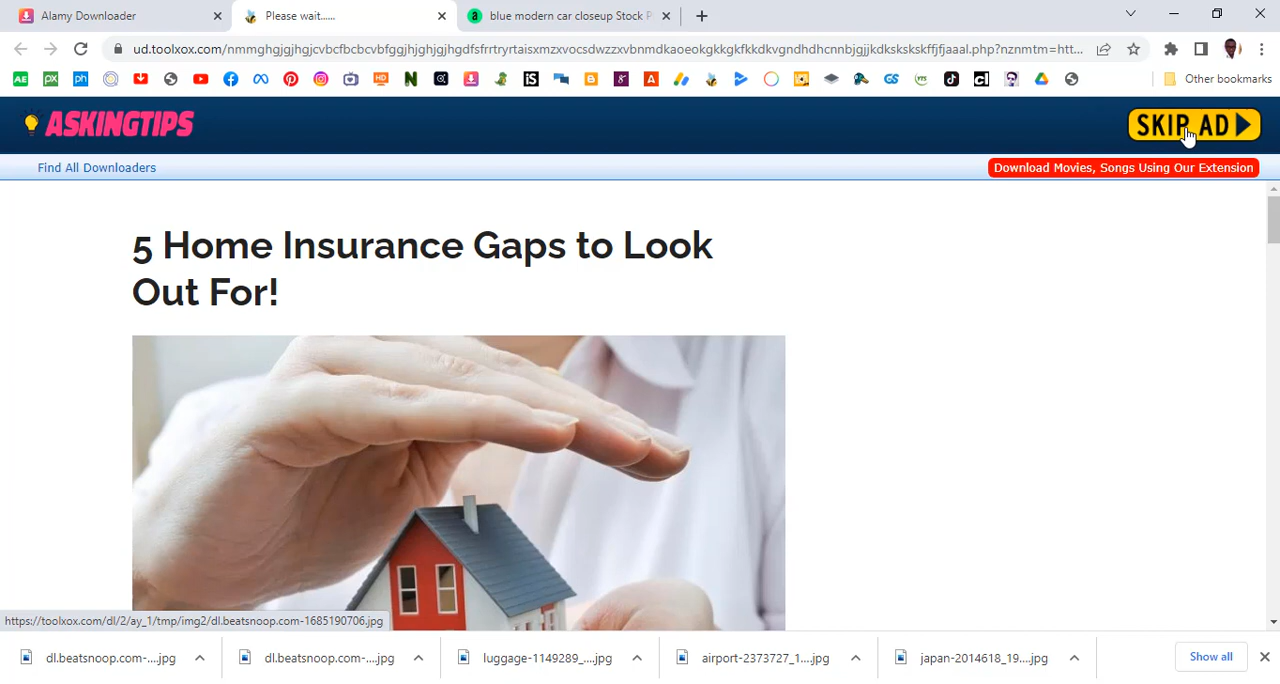 Alamy Downloader
Please wait......
blue modern car closeup Stock P
ud.toolxox.com/nmmghgjgjhgjcvbcfbcbcvbfggjhjghjgjhgdfsfrrtryrtaissmzxvocsdwzzxvbnmdkaoeokgkkgkfkkdkvgndhdhcnnbjgjjkdkskskskffjfjaaal.php?nznmtm=htt...
Other bookmarks
ASKINGTIPS
SKIP AD
Find All Downloaders
Download Movies, Songs Using Our Extension
5 Home Insurance Gaps to Look
Out For!
https://toolxox.com/dl/2/ay_1/tmp/img2/dl.beatsnoop.com-1685190706.jpg
dl.beatsnoop.com-....jpg
dl.beatsnoop.com-....jpg
luggage-1149289_....jpg
airport-2373727_1....jpg
japan-2014618_19....jpg
Show all